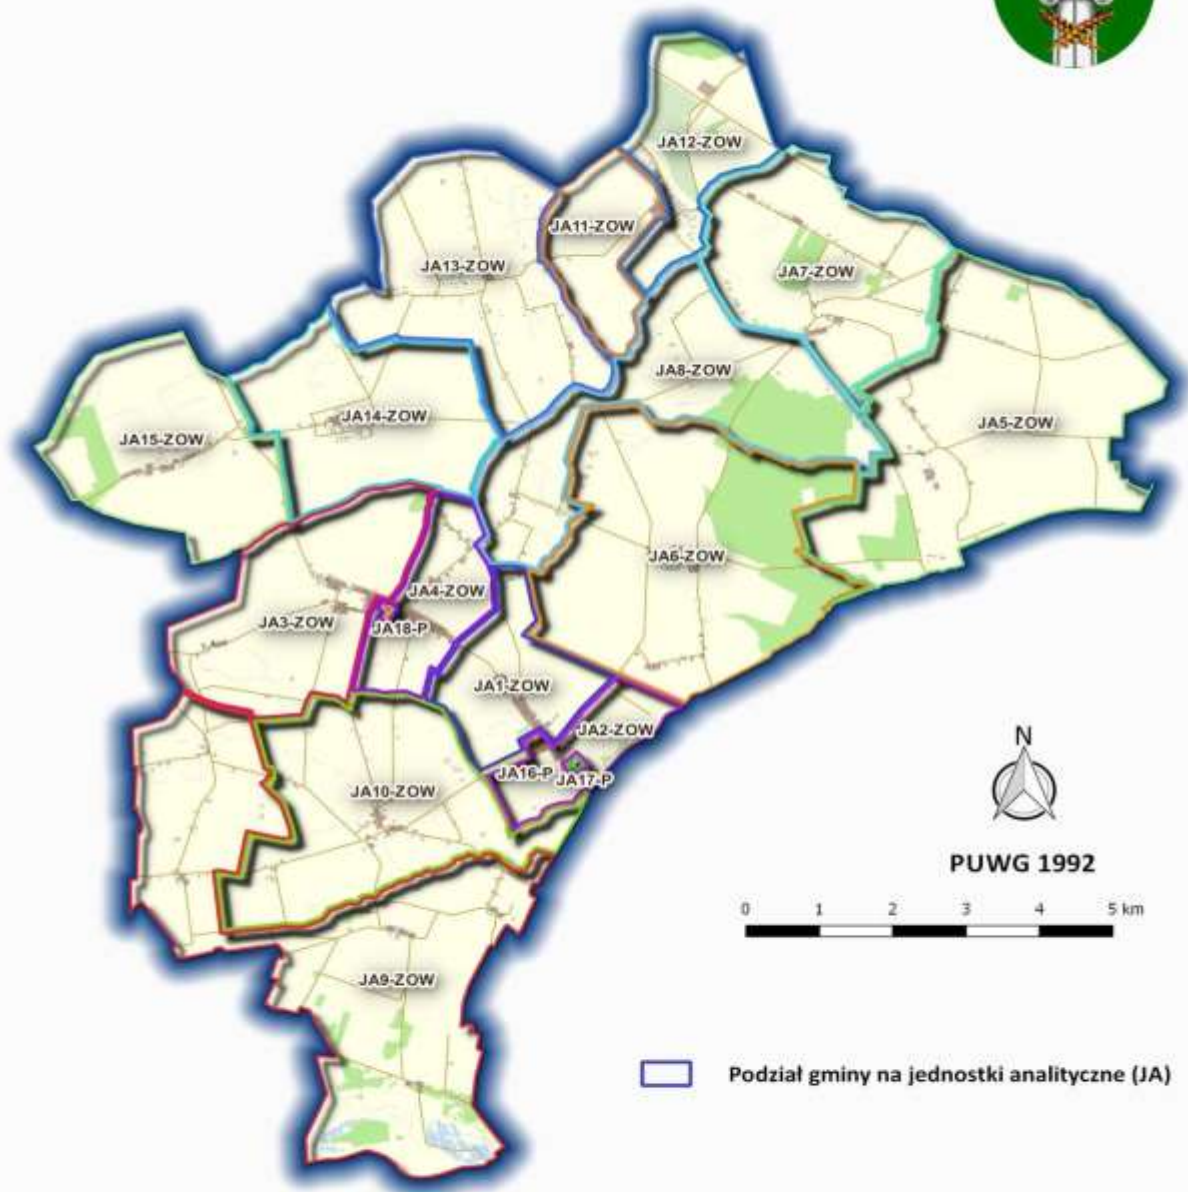 JA12-ZOW
JA11-ZOW
JA13-ZOW
JA7-ZOW
JA8-ZOW
JA14-ZOW
JA15-ZOW
JA5-ZOW
JA6-ZOW
JA4-ZOW
JA3-ZOW
JA18-P
JA1-ZOW
JA2-ZOW
JA16-P
JA17-P
JA10-ZOW
JA9-ZOW
N
PUWG 1992
0 1 2 3 4 5 km
Podział gminy na jednostki analityczne (JA)